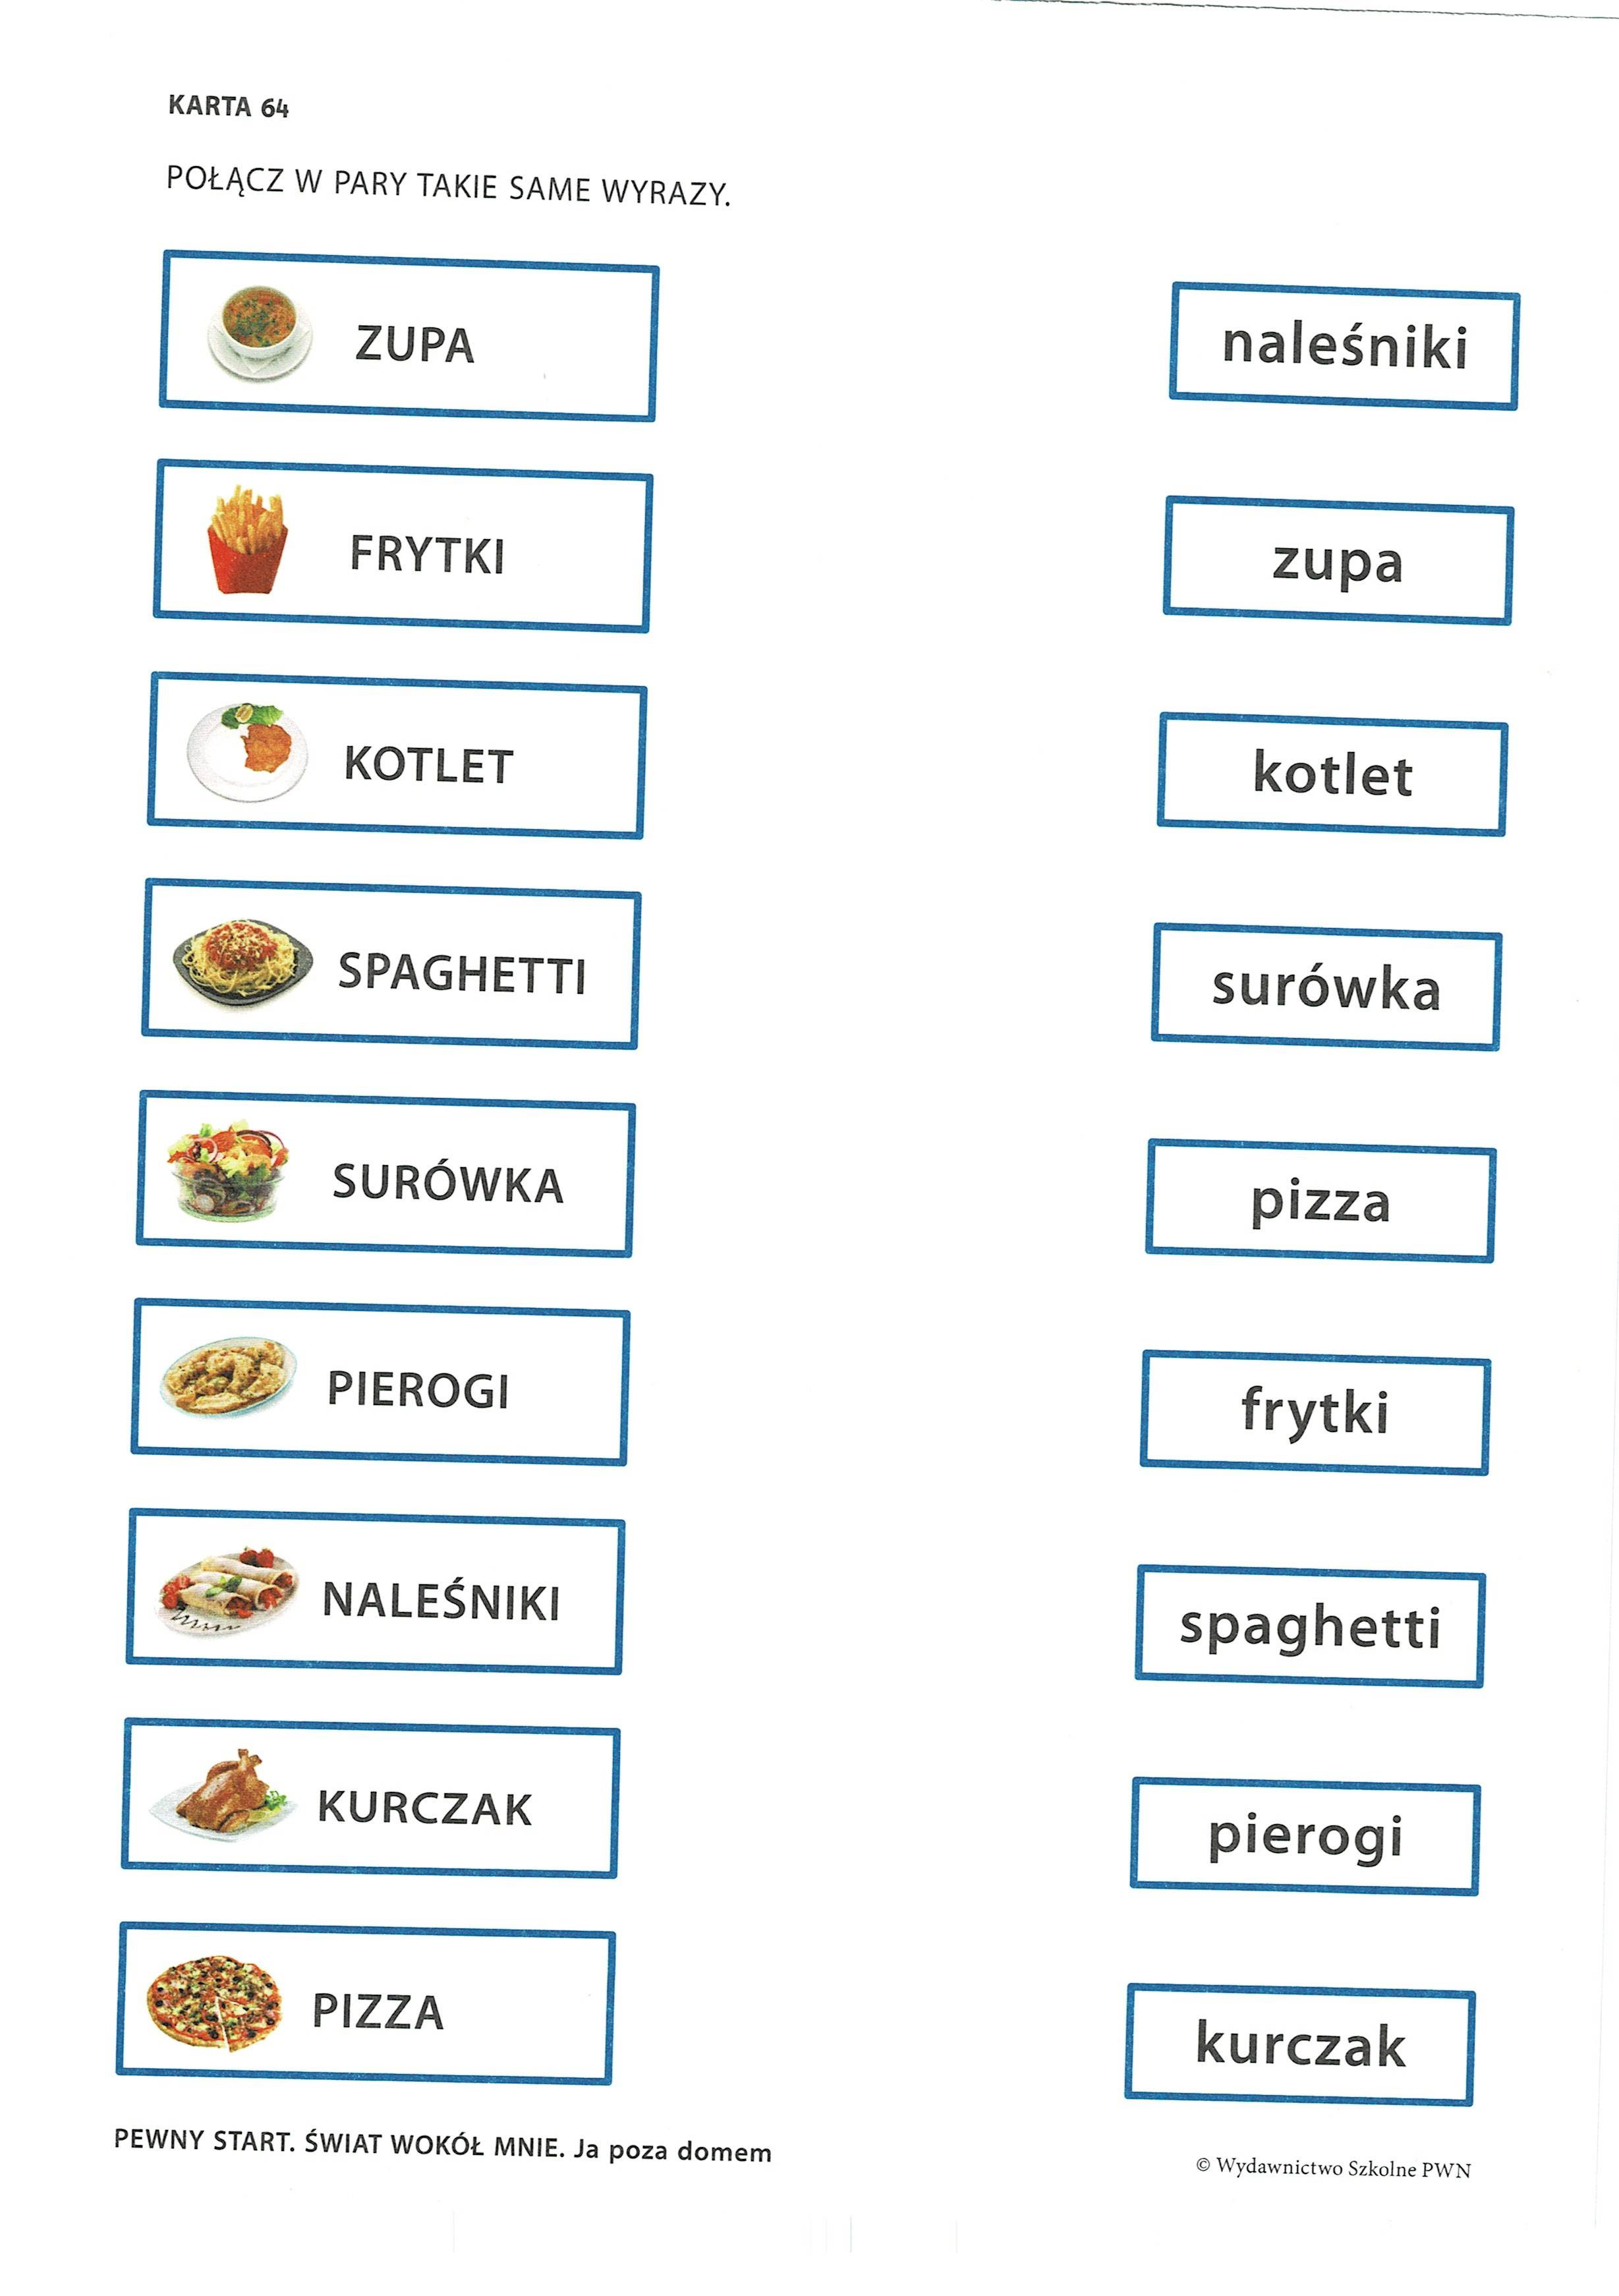 KARTA 64
POŁĄCZ W PARY TAKIE SAME WYRAZY.
ZUPA
naleśniki
FRYTKI
zupa
KOTLET
kotlet
SPAGHETTI
surówka
SURÓWKA
pizza
PIEROGI
frytki
NALEŚNIKI
spaghetti
KURCZAK
pierogi
PIZZA
kurczak
PEWNY START. ŚWIAT WOKÓŁ MNIE. Ja poza domem
© Wydawnictwo Szkolne PWN